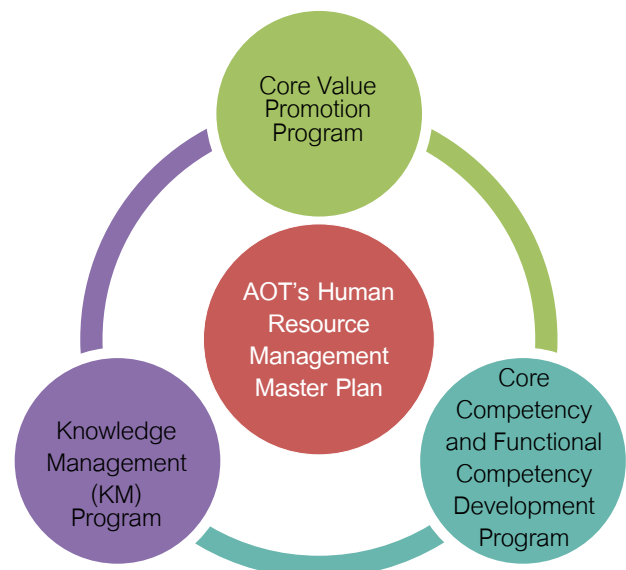 Core Value
Promotion
Program
AOT's Human
Resource
Management
Master Plan
Knowledge
Management
(KM)
Program
Core
Competency
and Functional
Competency
Development
Program